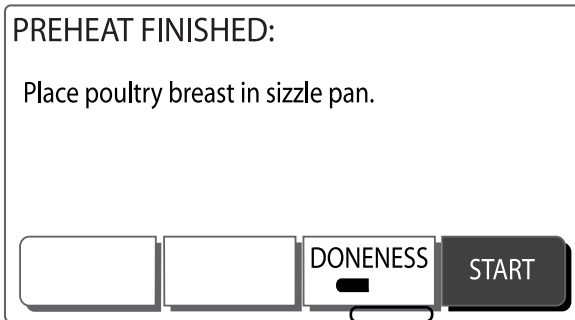 PREHEAT FINISHED:
Place poultry breast in sizzle pan.
DONENESS
START